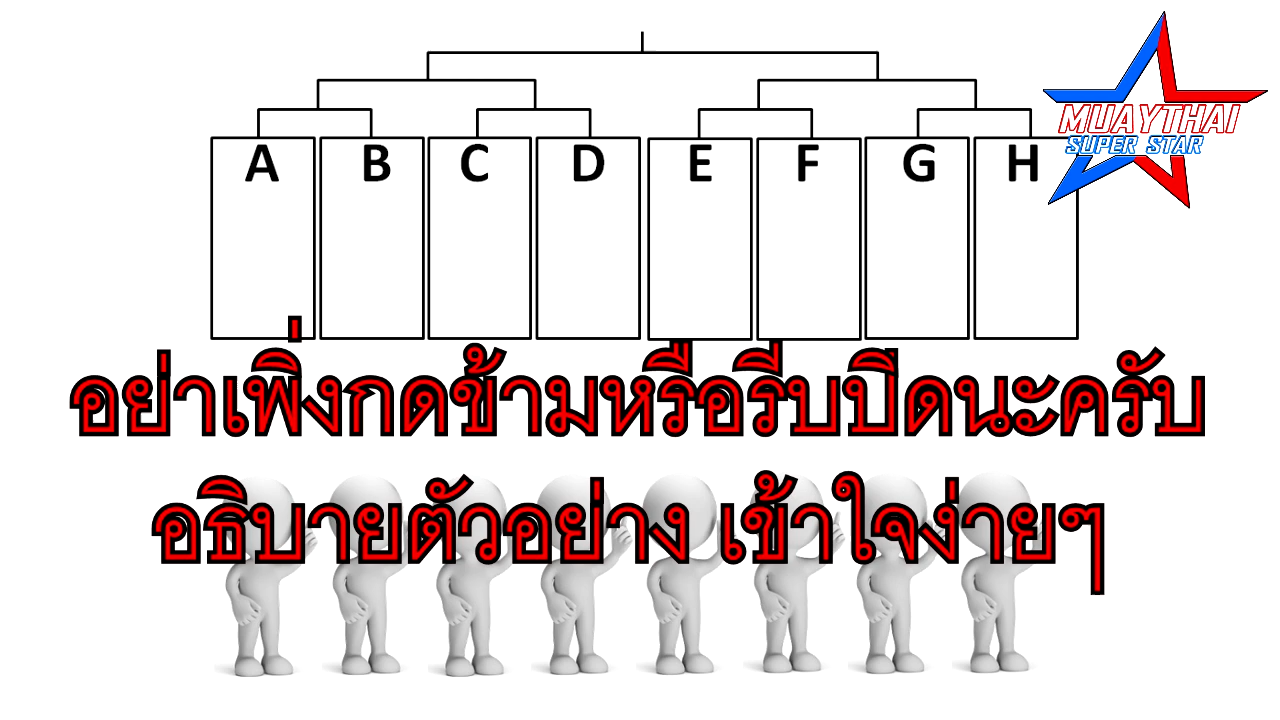 A B C D E F G H
MUAYTHAI
SUPER STAR
อย่าเพิ่งกดข้ามหรือรีบปิดนะครับ
อธิบายตัวอย่าง เข้าใจง่ายๆ